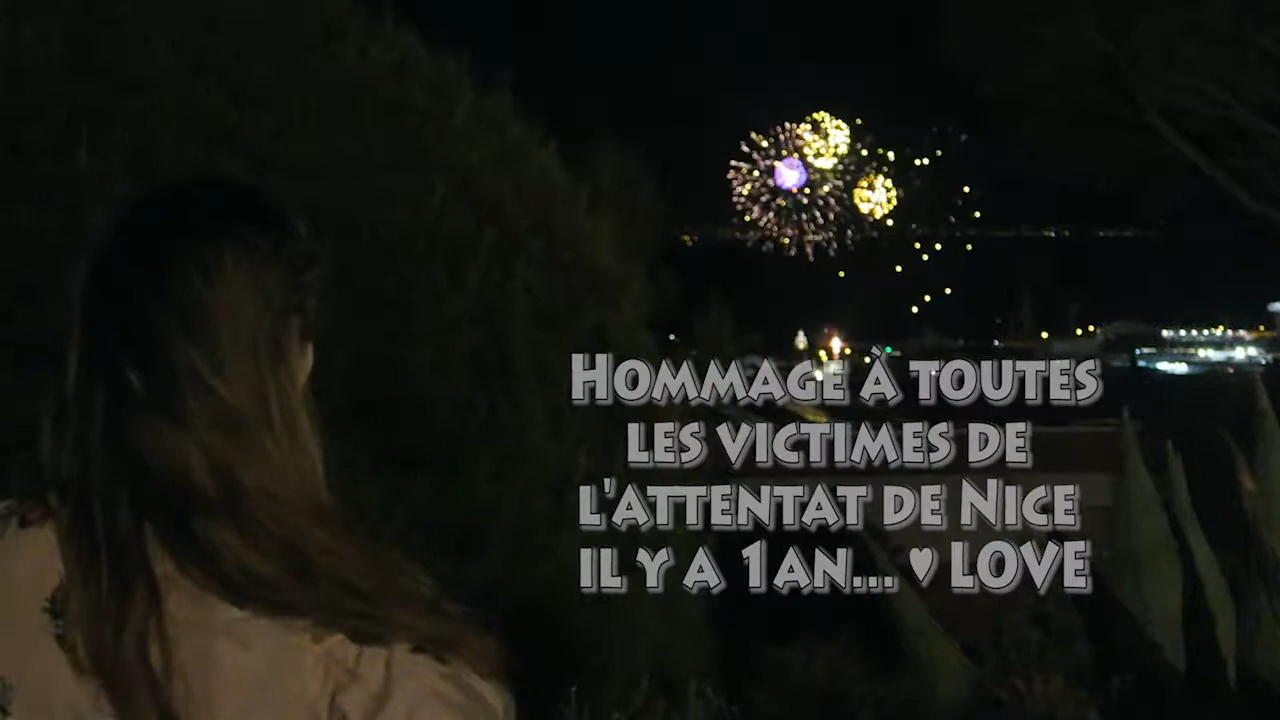 Hommage à toutes
les victimes de
l'attentat de Nice
il y a 1an... ♥ LOVE